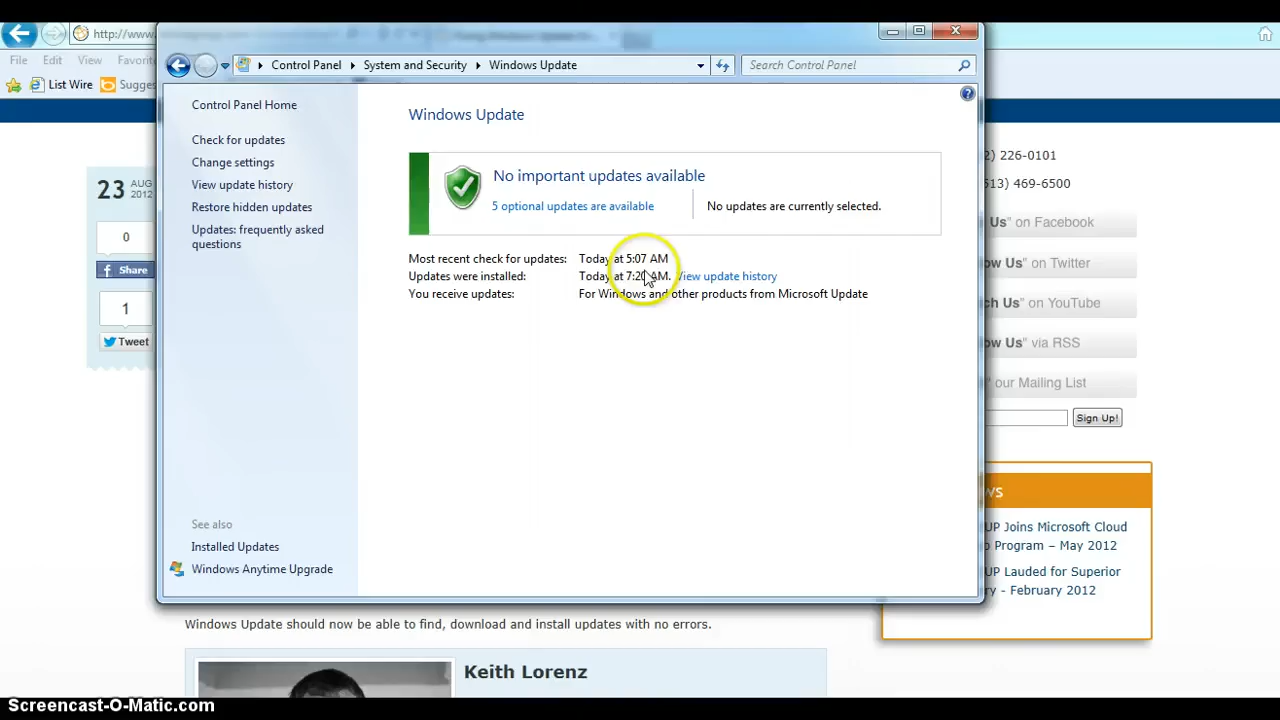 http://www.
File Edit View Favorit
List Wire Sugges
Control Panel System and Security Windows Update
Search Control Panel
Control Panel Home
Check for updates
Change settings
View update history
Restore hidden updates
Updates: frequently asked
questions
See also
Installed Updates
Windows Anytime Upgrade
Windows Update
No important updates available
5 optional updates are available
No updates are currently selected.
Most recent check for updates: Today at 5:07 AM
Updates were installed: Today at 7:20 AM. View update history
You receive updates: For Windows and other products from Microsoft Update
23 AUG
2012
0
Share
1
Tweet
2) 226-0101
513) 469-6500
Us" on Facebook
Us" on Twitter
ch Us" on YouTube
ow Us" via RSS
" our Mailing List
Sign Up!
WS
UP Joins Microsoft Cloud
Program – May 2012
UP Lauded for Superior
ry - February 2012
Windows Update should now be able to find, download and install updates with no errors.
Keith Lorenz
Screencast-O-Matic.com